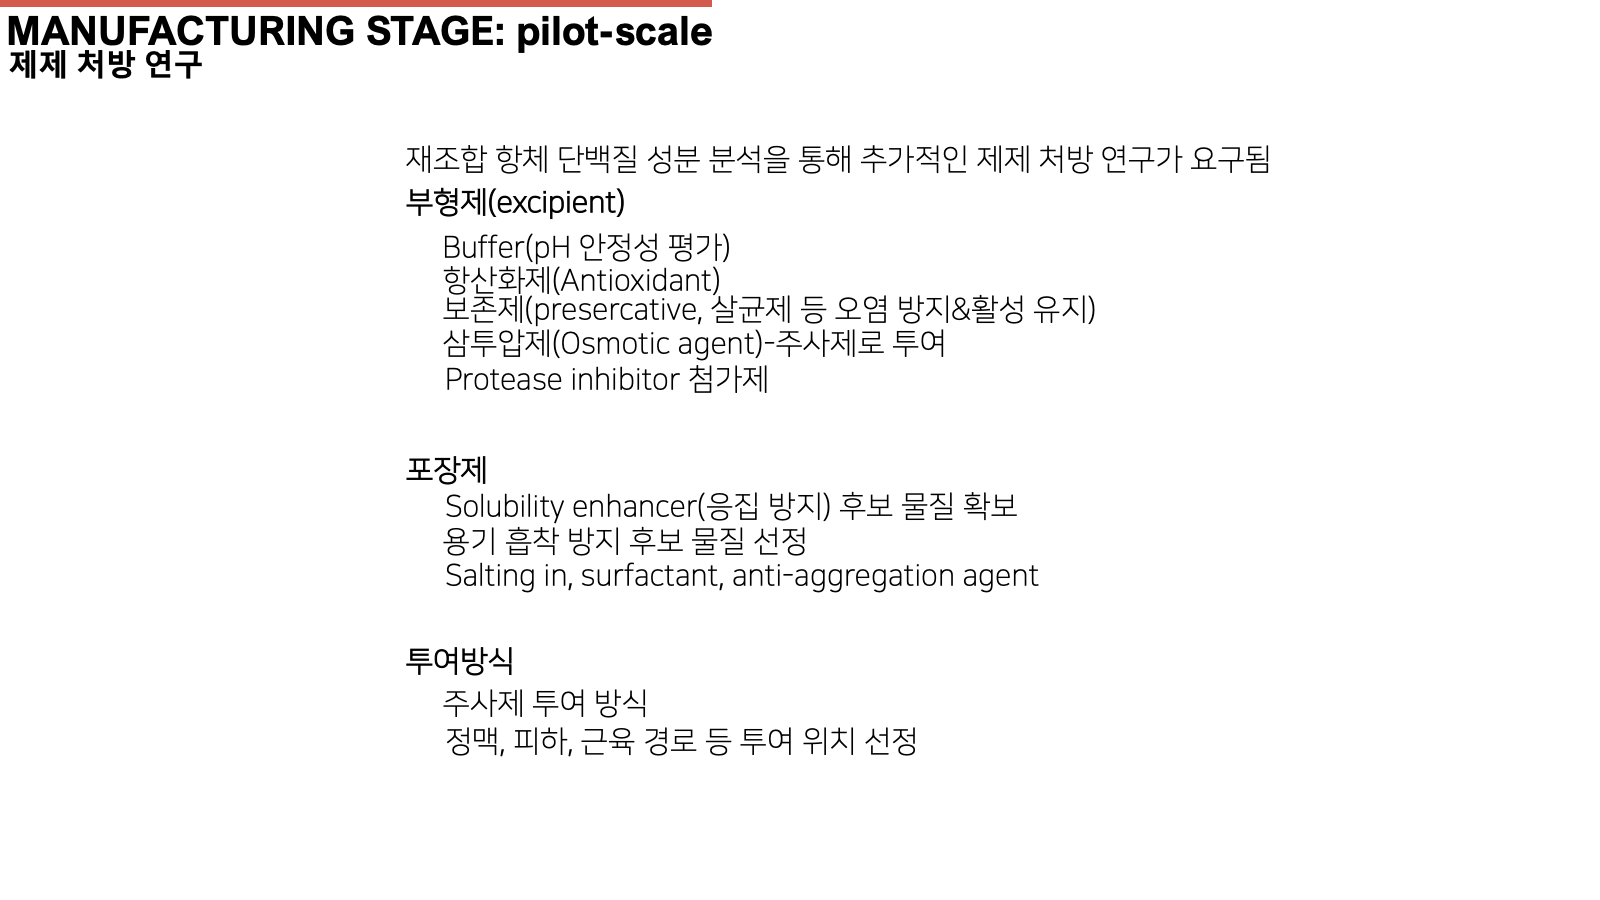 MANUFACTURING STAGE: pilot-scale
제제 처방 연구
재조합 항체 단백질 성분 분석을 통해 추가적인 제제 처방 연구가 요구됨
부형제(excipient)
Buffer(pH 안정성 평가)
항산화제(Antioxidant)
보존제(presercative, 살균제 등 오염 방지&활성 유지)
삼투압제(Osmotic agent)-주사제로 투여
Protease inhibitor 첨가제
포장제
Solubility enhancer(응집 방지) 후보 물질 확보
용기 흡착 방지 후보 물질 선정
Salting in, surfactant, anti-aggregation agent
투여방식
주사제 투여 방식
정맥, 피하, 근육 경로 등 투여 위치 선정